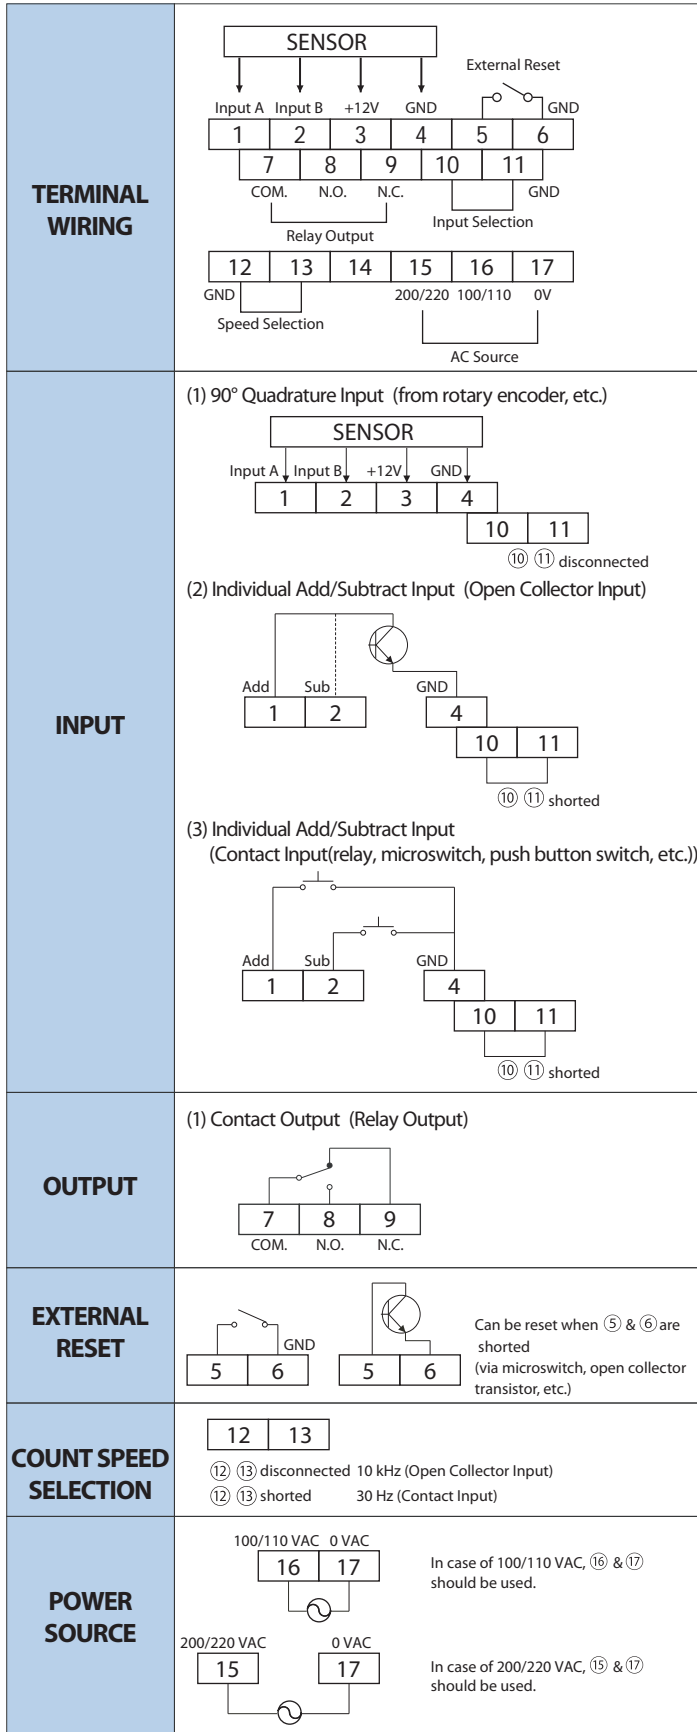 TERMINAL
WIRING
SENSOR
External Reset
Input A Input B +12V GND GND
1 2 3 4 5 6
7 8 9 10 11
COM. N.O. N.C. GND
Input Selection
Relay Output
12 13 14 15 16 17
GND 200/220 100/110 0V
Speed Selection
AC Source
INPUT
(1) 90° Quadrature Input (from rotary encoder, etc.)
SENSOR
Input A Input B +12V GND
1 2 3 4
10 11
⑩ ⑪ disconnected
(2) Individual Add/Subtract Input (Open Collector Input)
Add Sub GND
1 2 4
10 11
⑩ ⑪ shorted
(3) Individual Add/Subtract Input
(Contact Input(relay, microswitch, push button switch, etc.))
Add Sub GND
1 2 4
10 11
⑩ ⑪ shorted
OUTPUT
(1) Contact Output (Relay Output)
7 8 9
COM. N.O. N.C.
EXTERNAL
RESET
GND
5 6 5 6
Can be reset when ⑤ & ⑥ are
shorted
(via microswitch, open collector
transistor, etc.)
COUNT SPEED
SELECTION
12 13
⑫ ⑬ disconnected 10 kHz (Open Collector Input)
⑫ ⑬ shorted 30 Hz (Contact Input)
POWER
SOURCE
100/110 VAC 0 VAC
16 17
In case of 100/110 VAC, ⑯ & ⑰
should be used.
200/220 VAC 0 VAC
15 17
In case of 200/220 VAC, ⑮ & ⑰
should be used.